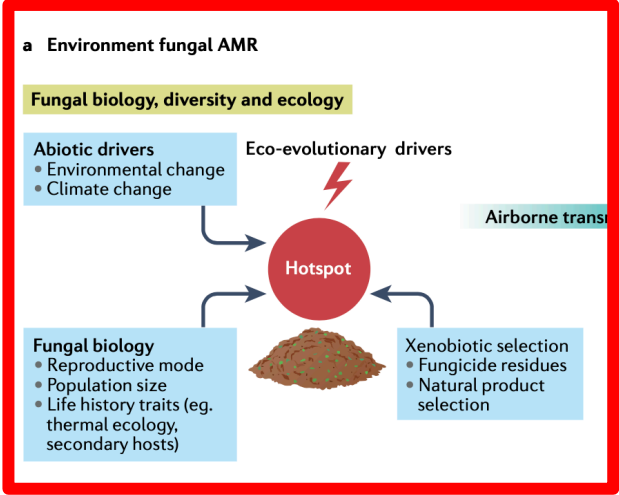 a Environment fungal AMR
Fungal biology, diversity and ecology
Abiotic drivers
• Environmental change
• Climate change
Eco-evolutionary drivers
Airborne
Hotspot
Fungal biology
• Reproductive mode
• Population size
• Life history traits (eg.
thermal ecology,
secondary hosts)
Xenobiotic selection
• Fungicide residues
• Natural product
selection